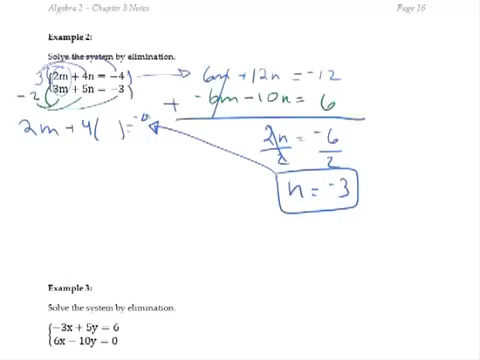 Algebra 2 – Chapter 3 Notes Page 16
Example 2:
Solve the system by elimination.
3 (2m + 4n = -4) 6m + 12n = -12
-2 (3m + 5n = -3) + -6m - 10n = 6
2m + 4( ) = 2n = -6
2 2
n = -3
Example 3:
Solve the system by elimination.
-3x + 5y = 6
6x - 10y = 0